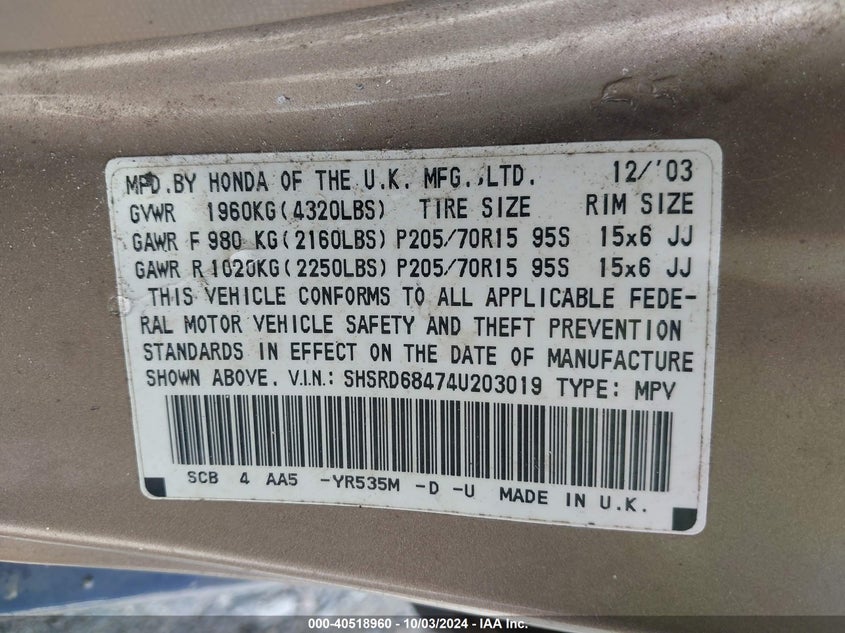 MFD.BY HONDA OF THE U.K. MFG.,LTD. 12/'03
GVWR 1960KG(4320LBS) TIRE SIZE RIM SIZE
GAWR F 980 KG(2160LBS) P205/70R15 95S 15x6 JJ
GAWR R 1020KG(2250LBS) P205/70R15 95S 15x6 JJ
THIS VEHICLE CONFORMS TO ALL APPLICABLE FEDE-
RAL MOTOR VEHICLE SAFETY AND THEFT PREVENTION
STANDARDS IN EFFECT ON THE DATE OF MANUFACTURE
SHOWN ABOVE. V.I.N.: SHSRD68474U203019 TYPE: MPV
SCB 4 AA5 -YR535M -D -U MADE IN U.K.
000-40518960 - 10/03/2024 - IAA Inc.